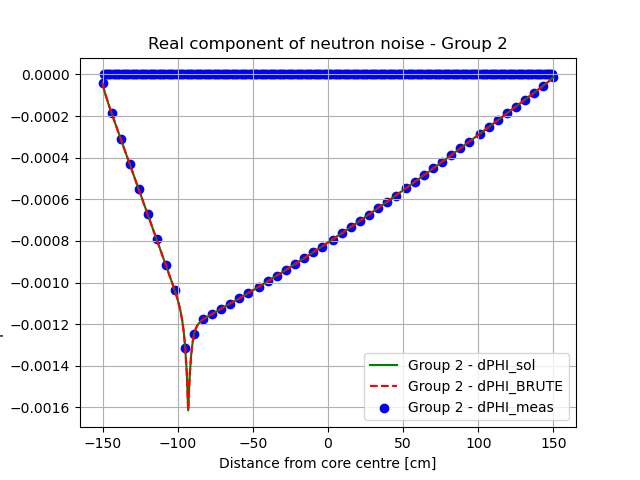 Real component of neutron noise - Group 2
0.0000
−0.0002
−0.0004
−0.0006
−0.0008
−0.0010
−0.0012
−0.0014
−0.0016
Group 2 - dPHI_sol
Group 2 - dPHI_BRUTE
Group 2 - dPHI_meas
−150 −100 −50 0 50 100 150
Distance from core centre [cm]